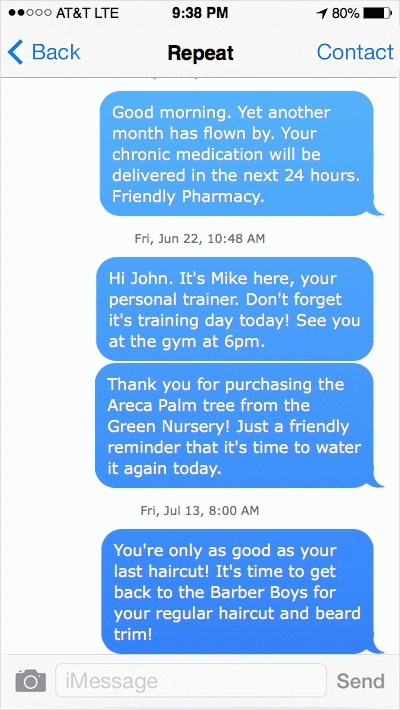 AT&T LTE 9:38 PM 80%
Back Repeat Contact
Good morning. Yet another
month has flown by. Your
chronic medication will be
delivered in the next 24 hours.
Friendly Pharmacy.
Fri, Jun 22, 10:48 AM
Hi John. It's Mike here, your
personal trainer. Don't forget
it's training day today! See you
at the gym at 6pm.
Thank you for purchasing the
Areca Palm tree from the
Green Nursery! Just a friendly
reminder that it's time to water
it again today.
Fri, Jul 13, 8:00 AM
You're only as good as your
last haircut! It's time to get
back to the Barber Boys for
your regular haircut and beard
trim!
iMessage Send